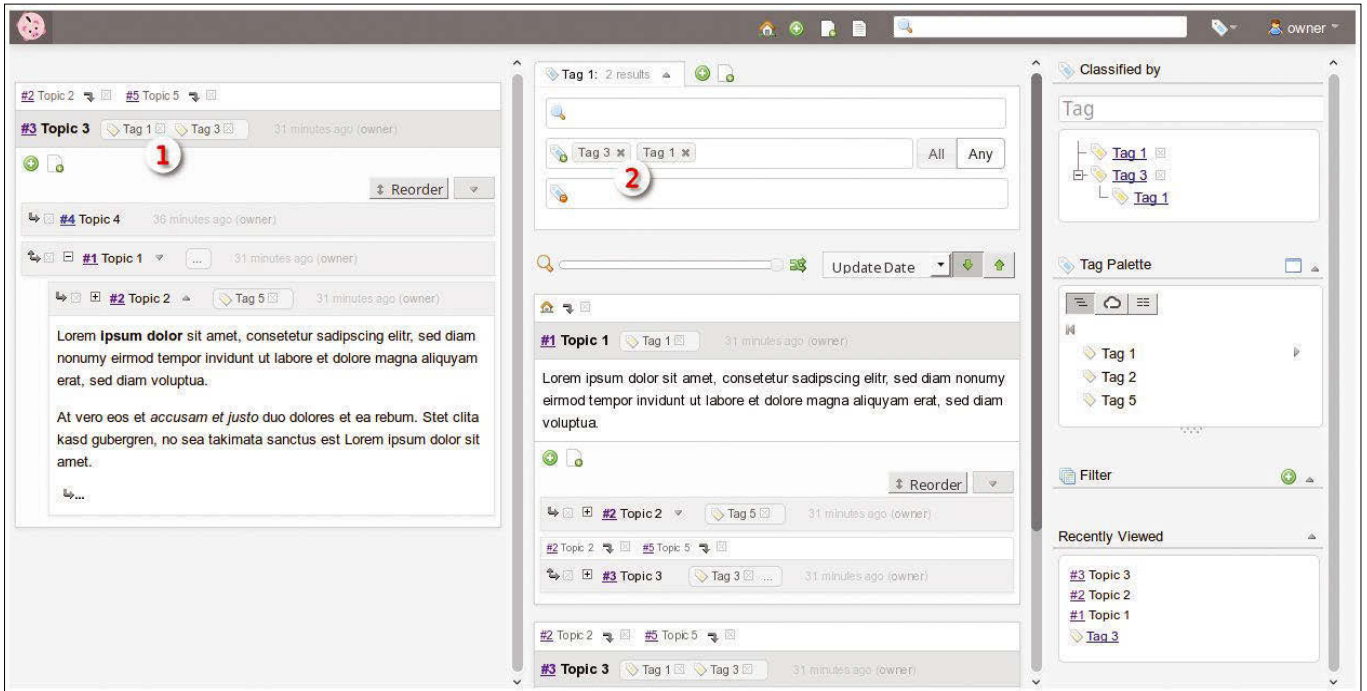 owner
#2 Topic 2 #5 Topic 5
#3 Topic 3 Tag 1 Tag 3 31 minutes ago (owner)
1
Reorder
#4 Topic 4 36 minutes ago (owner)
#1 Topic 1 ... 31 minutes ago (owner)
#2 Topic 2 Tag 5 31 minutes ago (owner)
Lorem ipsum dolor sit amet, consetetur sadipscing elitr, sed diam
nonumy eirmod tempor invidunt ut labore et dolore magna aliquyam
erat, sed diam voluptua.
At vero eos et accusam et justo duo dolores et ea rebum. Stet clita
kasd gubergren, no sea takimata sanctus est Lorem ipsum dolor sit
amet.
...
Tag 1: 2 results
Tag 3 Tag 1 All Any
2
Update Date
#1 Topic 1 Tag 1 31 minutes ago (owner)
Lorem ipsum dolor sit amet, consetetur sadipscing elitr, sed diam nonumy
eirmod tempor invidunt ut labore et dolore magna aliquyam erat, sed diam
voluptua.
Reorder
#2 Topic 2 Tag 5 31 minutes ago (owner)
#2 Topic 2 #5 Topic 5
#3 Topic 3 Tag 3 ... 31 minutes ago (owner)
#2 Topic 2 #5 Topic 5
#3 Topic 3 Tag 1 Tag 3 31 minutes ago (owner)
Classified by
Tag
Tag 1
Tag 3
Tag 1
Tag Palette
Tag 1
Tag 2
Tag 5
Filter
Recently Viewed
#3 Topic 3
#2 Topic 2
#1 Topic 1
Tag 3